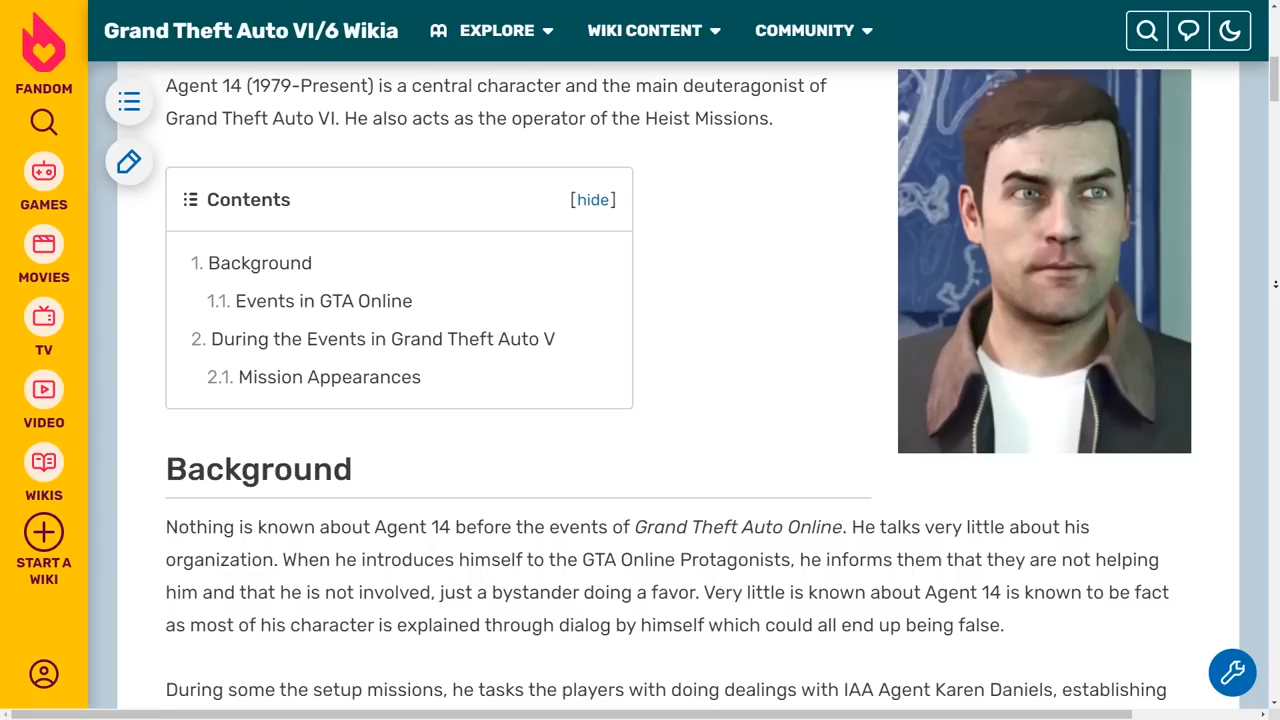 Grand Theft Auto VI/6 Wikia
EXPLORE
WIKI CONTENT
COMMUNITY
FANDOM
GAMES
MOVIES
TV
VIDEO
WIKIS
START A
WIKI
Agent 14 (1979-Present) is a central character and the main deuteragonist of
Grand Theft Auto VI. He also acts as the operator of the Heist Missions.
Contents [hide]
1. Background
1.1. Events in GTA Online
2. During the Events in Grand Theft Auto V
2.1. Mission Appearances
Background
Nothing is known about Agent 14 before the events of Grand Theft Auto Online. He talks very little about his
organization. When he introduces himself to the GTA Online Protagonists, he informs them that they are not helping
him and that he is not involved, just a bystander doing a favor. Very little is known about Agent 14 is known to be fact
as most of his character is explained through dialog by himself which could all end up being false.
During some the setup missions, he tasks the players with doing dealings with IAA Agent Karen Daniels, establishing